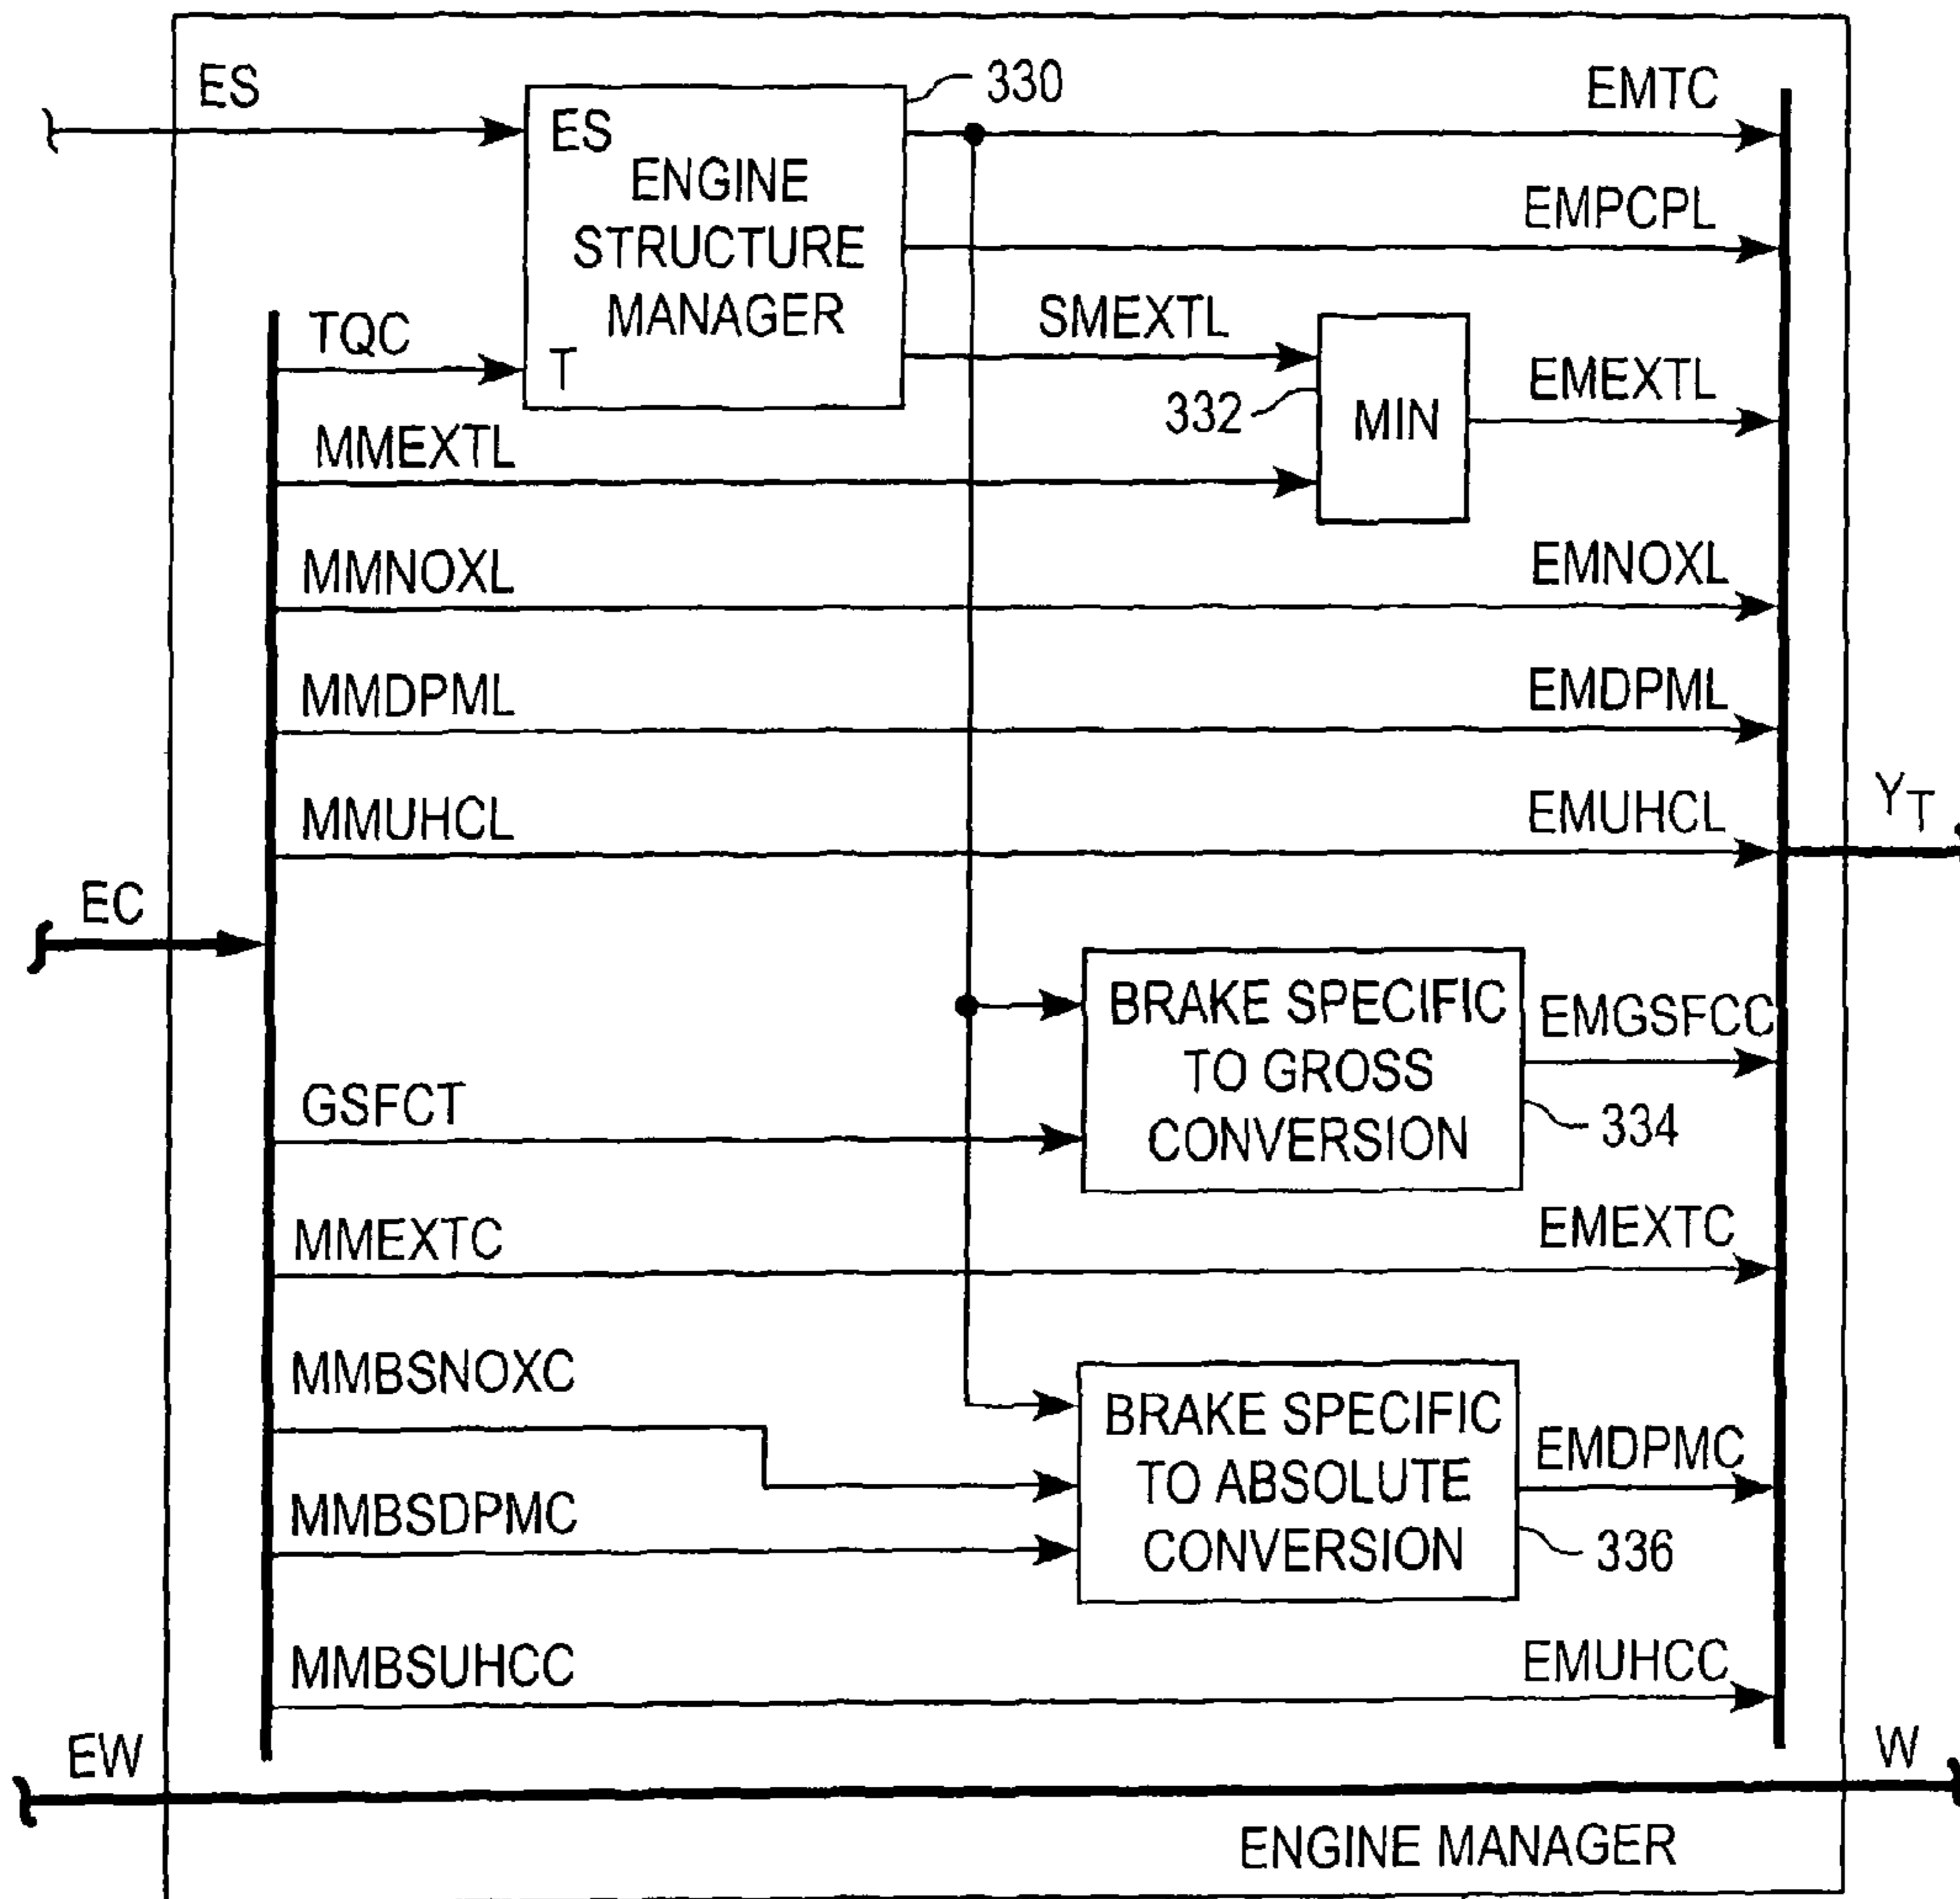 ES
330
EMTC
ES
ENGINE
STRUCTURE
MANAGER
T
EMPCPL
TQC
SMEXTL
332
MIN
EMEXTL
MMEXTL
MMNOXL
EMNOXL
MMDPML
EMDPML
MMUHCL
EMUHCL
YT
EC
BRAKE SPECIFIC
TO GROSS
CONVERSION
EMGSFCC
334
GSFCT
MMEXTC
EMEXTC
MMBSNOXC
BRAKE SPECIFIC
TO ABSOLUTE
CONVERSION
EMDPMC
336
MMBSDPMC
MMBSUHCC
EMUHCC
EW
W
ENGINE MANAGER